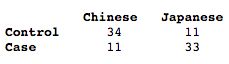 Chinese Japanese
Control 34 11
Case 11 33